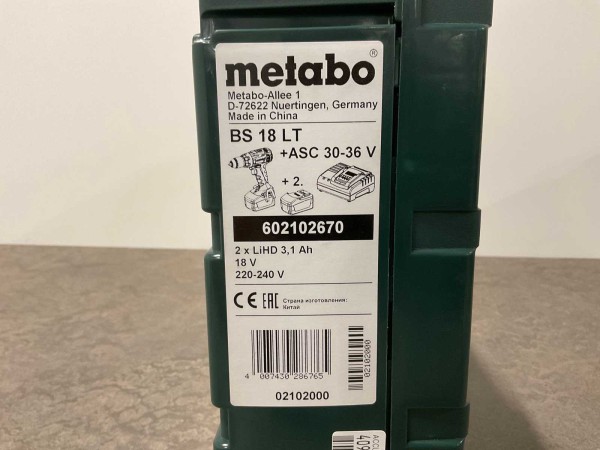 metabo®
Metabo-Allee 1
D-72622 Nuertingen, Germany
Made in China
BS 18 LT
+ASC 30-36 V
+ 2.
602102670
2 x LiHD 3,1 Ah
18 V
220-240 V
CE EAC Страна изготовления:
Китай
4 007430 286765
02102000
02102000